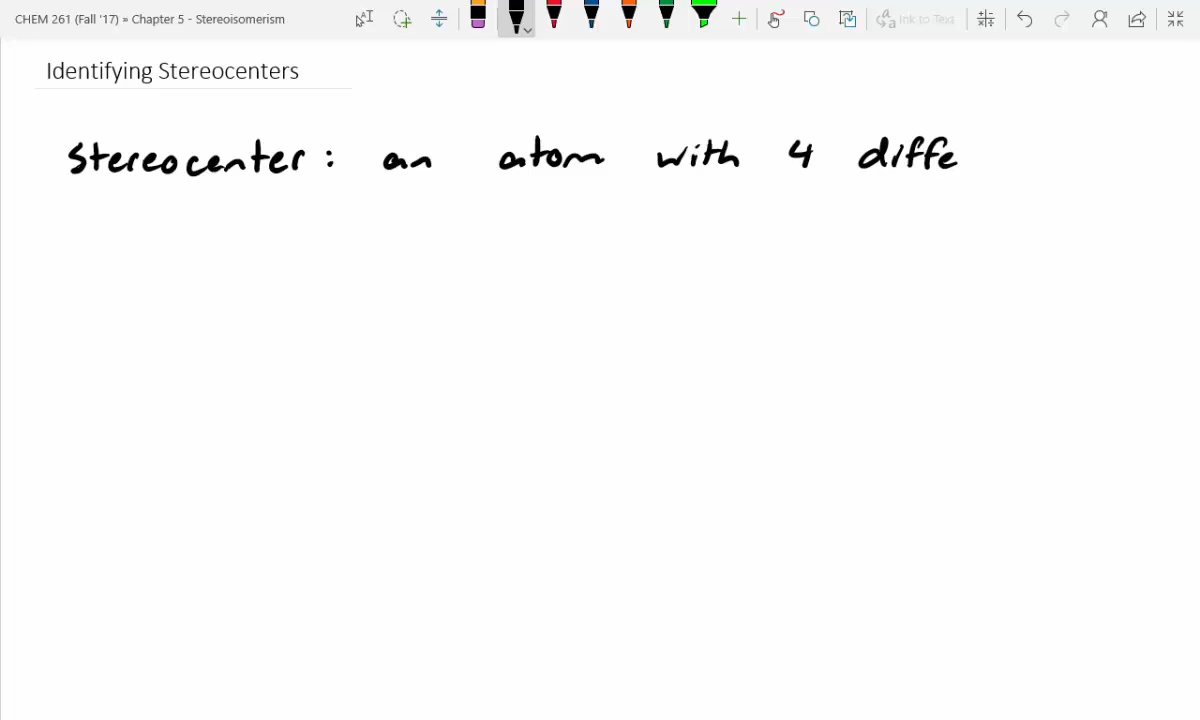 CHEM 261 (Fall '17) » Chapter 5 - Stereoisomerism
Ink to Text
Identifying Stereocenters
Stereocenter: an atom with 4 diffe